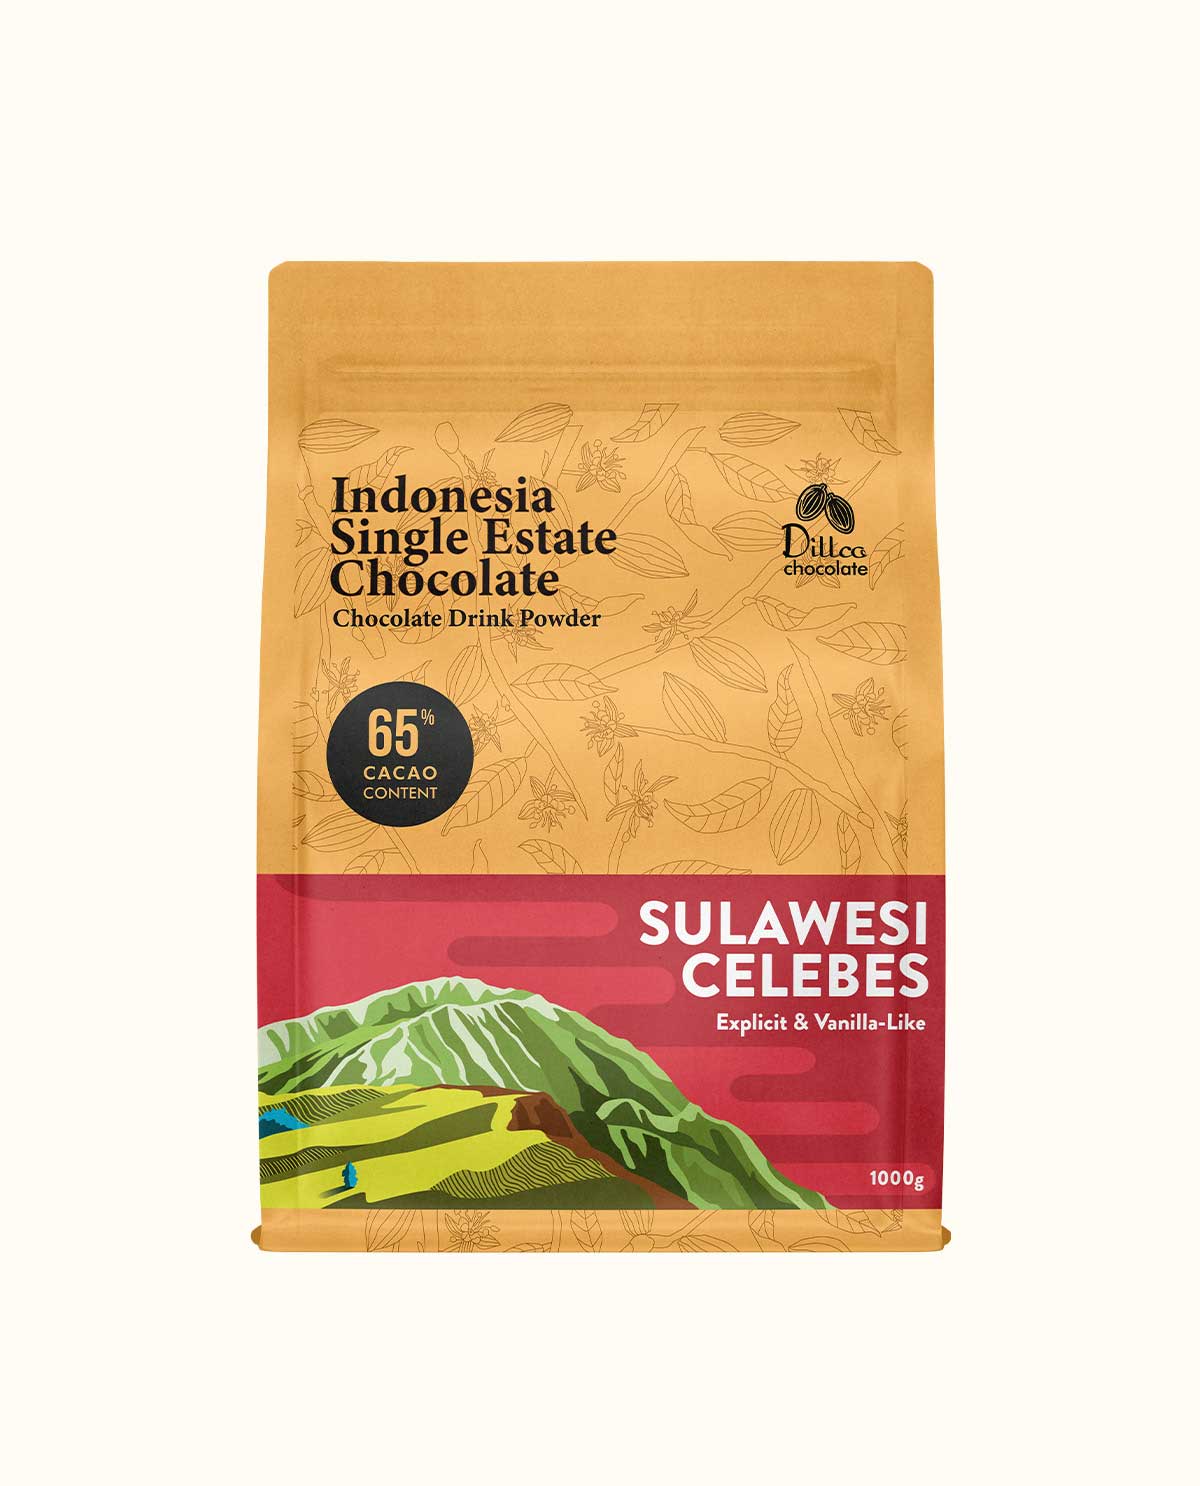 Indonesia
Single Estate
Chocolate
Chocolate Drink Powder
Dillco
chocolate
65%
CACAO
CONTENT
SULAWESI
CELEBES
Explicit & Vanilla-Like
1000g